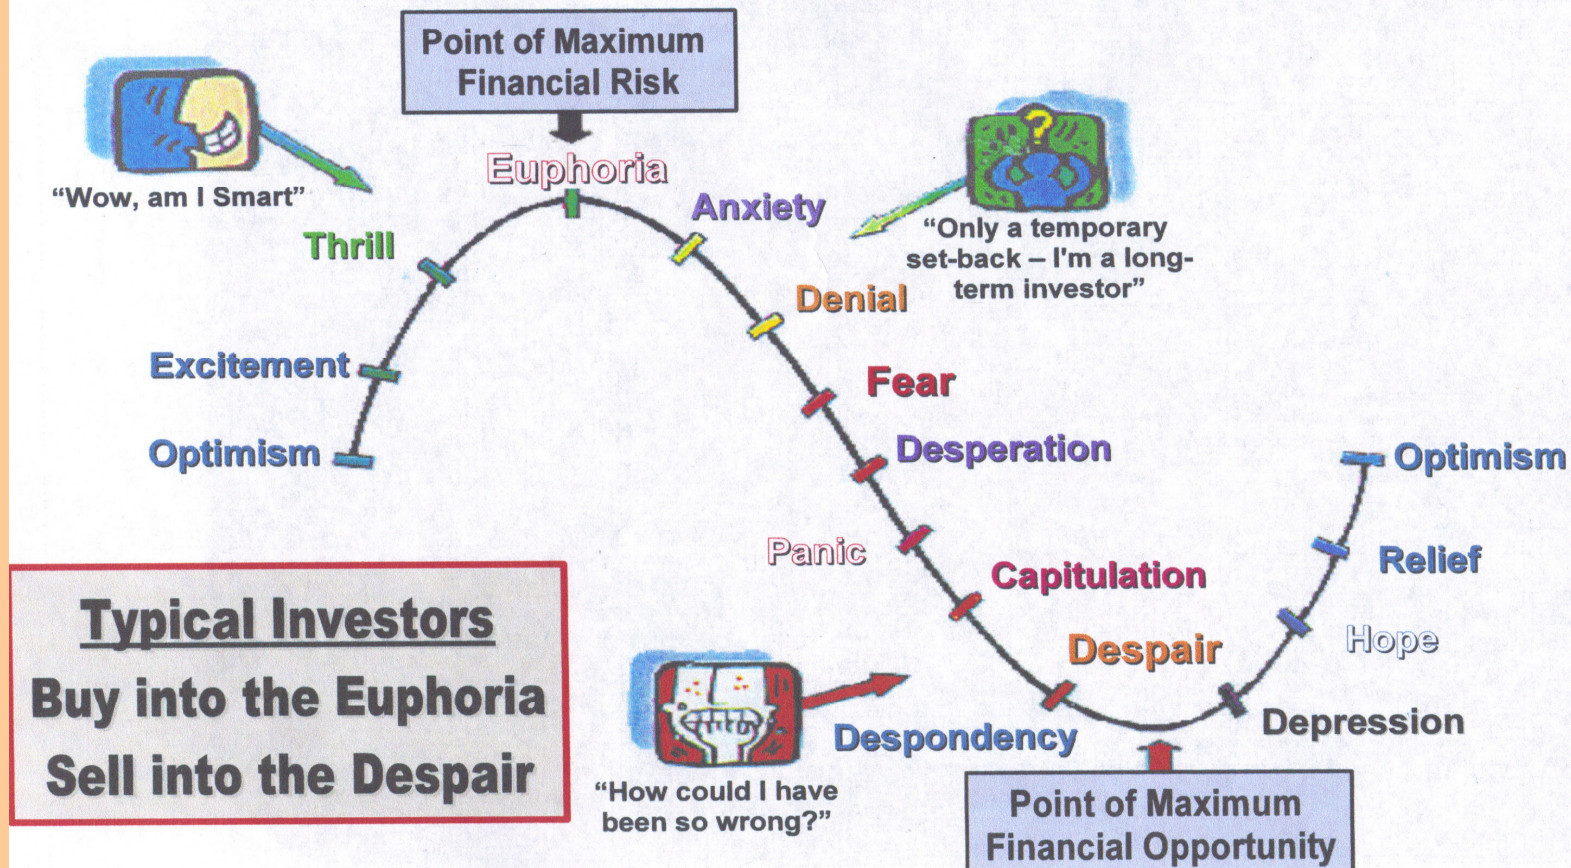 Point of Maximum
Financial Risk
“Wow, am I Smart”
Euphoria
Anxiety
“Only a temporary
set-back – I'm a long-
term investor”
Thrill
Denial
Excitement
Fear
Optimism
Desperation
Optimism
Panic
Capitulation
Relief
Hope
Despair
Depression
Despondency
“How could I have
been so wrong?”
Point of Maximum
Financial Opportunity
Typical Investors
Buy into the Euphoria
Sell into the Despair